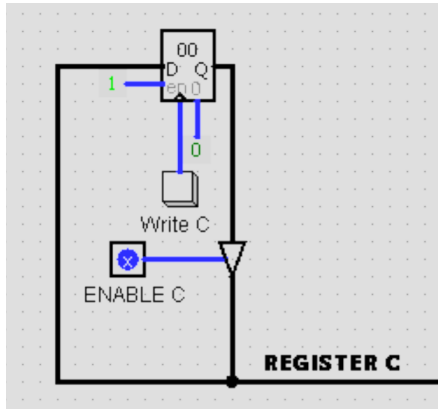 00
D Q
1
en 0
0
Write C
x
ENABLE C
REGISTER C